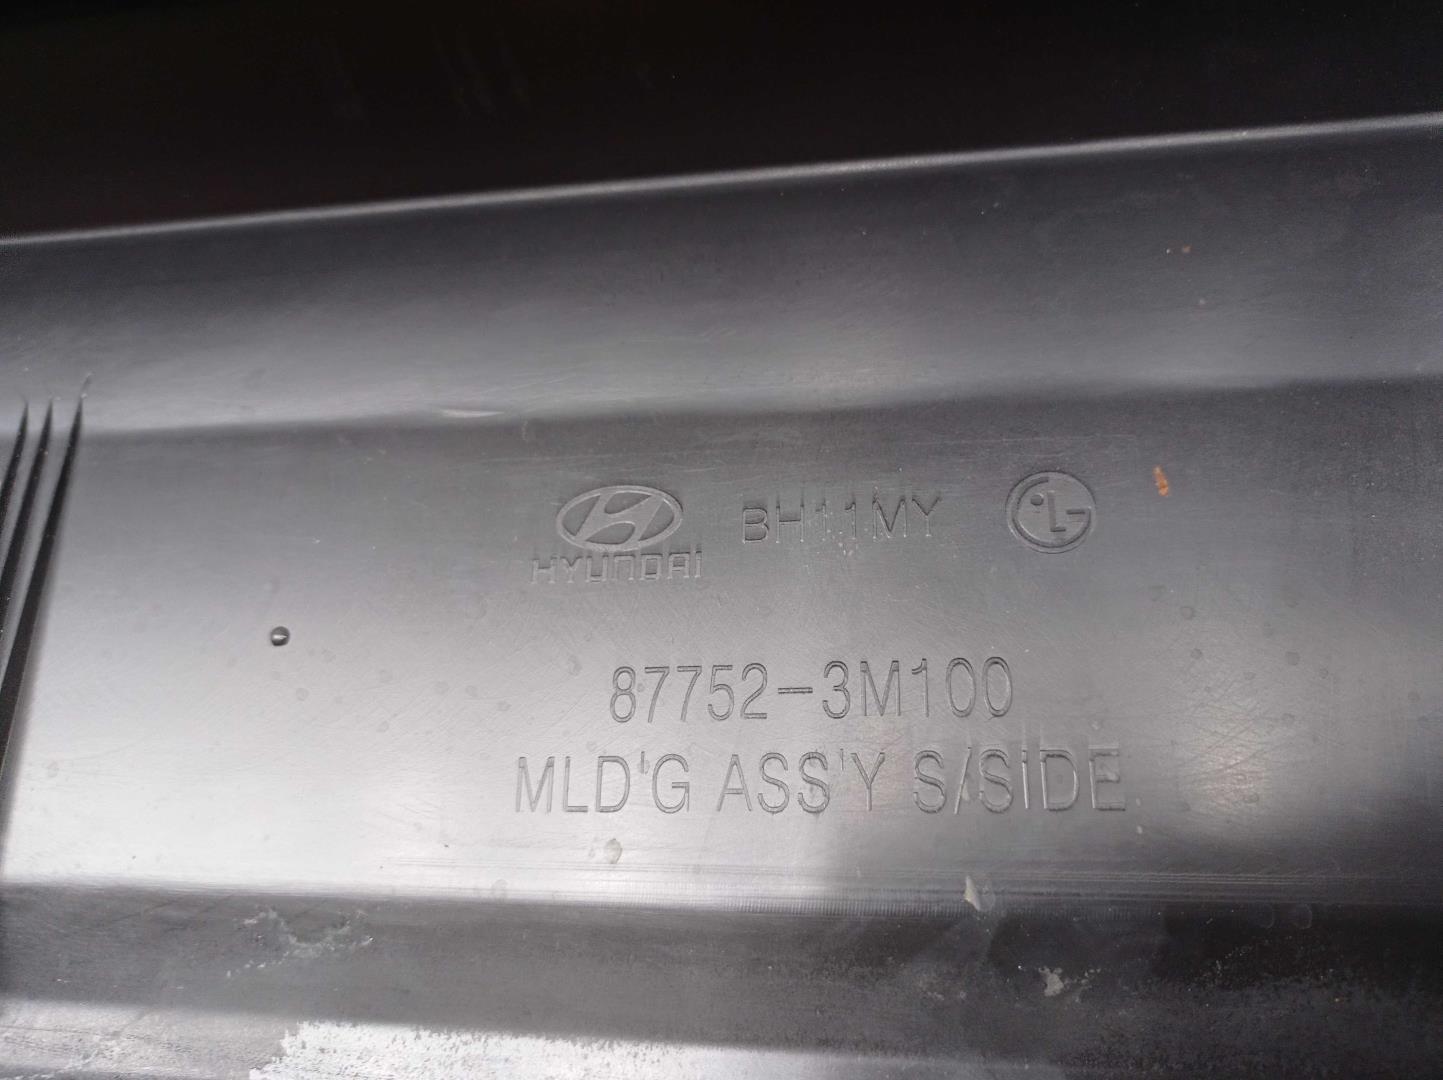 HYUNDAI BH11MY LG
87752-3M100
MLD'G ASS'Y S/SIDE